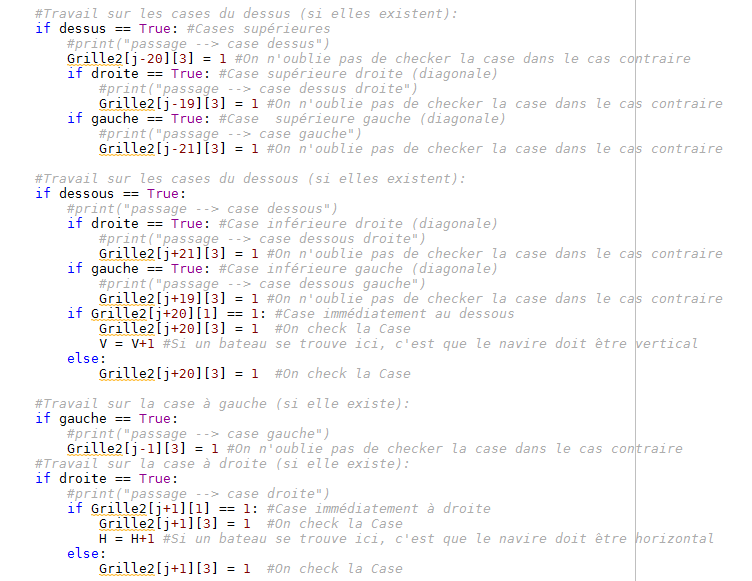 #Travail sur les cases du dessus (si elles existent):
if dessus == True: #Cases supérieures
    #print("passage --> case dessus")
    Grille2[j-20][3] = 1 #On n'oublie pas de checker la case dans le cas contraire
    if droite == True: #Case supérieure droite (diagonale)
        #print("passage --> case dessus droite")
        Grille2[j-19][3] = 1 #On n'oublie pas de checker la case dans le cas contraire
    if gauche == True: #Case  supérieure gauche (diagonale)
        #print("passage --> case gauche")
        Grille2[j-21][3] = 1 #On n'oublie pas de checker la case dans le cas contraire

#Travail sur les cases du dessous (si elles existent):
if dessous == True:
    #print("passage --> case dessous")
    if droite == True: #Case inférieure droite (diagonale)
        #print("passage --> case dessous droite")
        Grille2[j+21][3] = 1 #On n'oublie pas de checker la case dans le cas contraire
    if gauche == True: #Case inférieure gauche (diagonale)
        #print("passage --> case dessous gauche")
        Grille2[j+19][3] = 1 #On n'oublie pas de checker la case dans le cas contraire
    if Grille2[j+20][1] == 1: #Case immédiatement au dessous
        Grille2[j+20][3] = 1  #On check la Case
        V = V+1 #Si un bateau se trouve ici, c'est que le navire doit être vertical
    else:
        Grille2[j+20][3] = 1  #On check la Case

#Travail sur la case à gauche (si elle existe):
if gauche == True:
    #print("passage --> case gauche")
    Grille2[j-1][3] = 1 #On n'oublie pas de checker la case dans le cas contraire
#Travail sur la case à droite (si elle existe):
if droite == True:
    #print("passage --> case droite")
    if Grille2[j+1][1] == 1: #Case immédiatement à droite
        Grille2[j+1][3] = 1  #On check la Case
        H = H+1 #Si un bateau se trouve ici, c'est que le navire doit être horizontal
    else:
        Grille2[j+1][3] = 1  #On check la Case